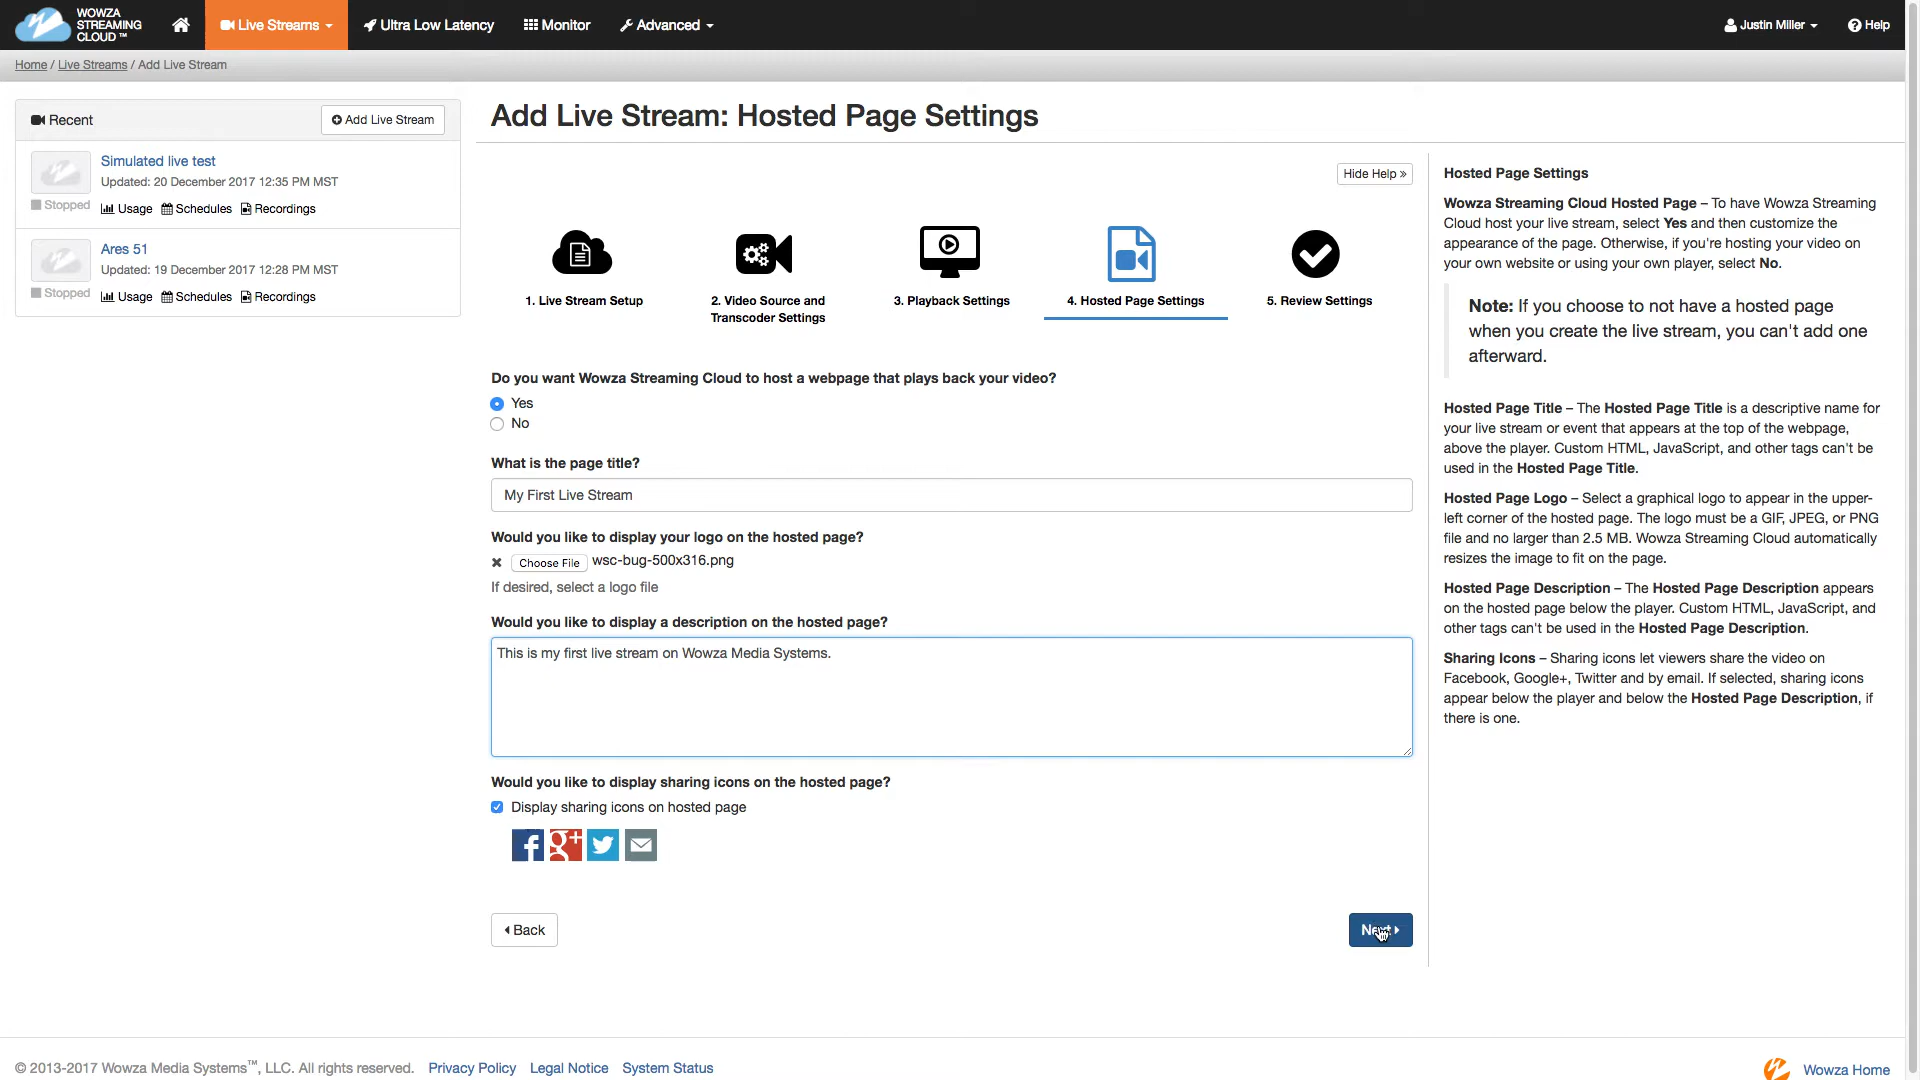 WOWZA
STREAMING
CLOUD™
Live Streams
Ultra Low Latency
Monitor
Advanced
Justin Miller
Help
Home / Live Streams / Add Live Stream
Recent
Add Live Stream
Simulated live test
Updated: 20 December 2017 12:35 PM MST
Stopped
Usage
Schedules
Recordings
Ares 51
Updated: 19 December 2017 12:28 PM MST
Stopped
Usage
Schedules
Recordings
Add Live Stream: Hosted Page Settings
Hide Help »
1. Live Stream Setup
2. Video Source and
Transcoder Settings
3. Playback Settings
4. Hosted Page Settings
5. Review Settings
Do you want Wowza Streaming Cloud to host a webpage that plays back your video?
Yes
No
What is the page title?
My First Live Stream
Would you like to display your logo on the hosted page?
Choose File wsc-bug-500x316.png
If desired, select a logo file
Would you like to display a description on the hosted page?
This is my first live stream on Wowza Media Systems.
Would you like to display sharing icons on the hosted page?
Display sharing icons on hosted page
f g+
Back
Next
Hosted Page Settings
Wowza Streaming Cloud Hosted Page – To have Wowza Streaming
Cloud host your live stream, select Yes and then customize the
appearance of the page. Otherwise, if you're hosting your video on
your own website or using your own player, select No.
Note: If you choose to not have a hosted page
when you create the live stream, you can't add one
afterward.
Hosted Page Title – The Hosted Page Title is a descriptive name for
your live stream or event that appears at the top of the webpage,
above the player. Custom HTML, JavaScript, and other tags can't be
used in the Hosted Page Title.
Hosted Page Logo – Select a graphical logo to appear in the upper-
left corner of the hosted page. The logo must be a GIF, JPEG, or PNG
file and no larger than 2.5 MB. Wowza Streaming Cloud automatically
resizes the image to fit on the page.
Hosted Page Description – The Hosted Page Description appears
on the hosted page below the player. Custom HTML, JavaScript, and
other tags can't be used in the Hosted Page Description.
Sharing Icons – Sharing icons let viewers share the video on
Facebook, Google+, Twitter and by email. If selected, sharing icons
appear below the player and below the Hosted Page Description, if
there is one.
© 2013-2017 Wowza Media Systems™, LLC. All rights reserved. Privacy Policy Legal Notice System Status
Wowza Home